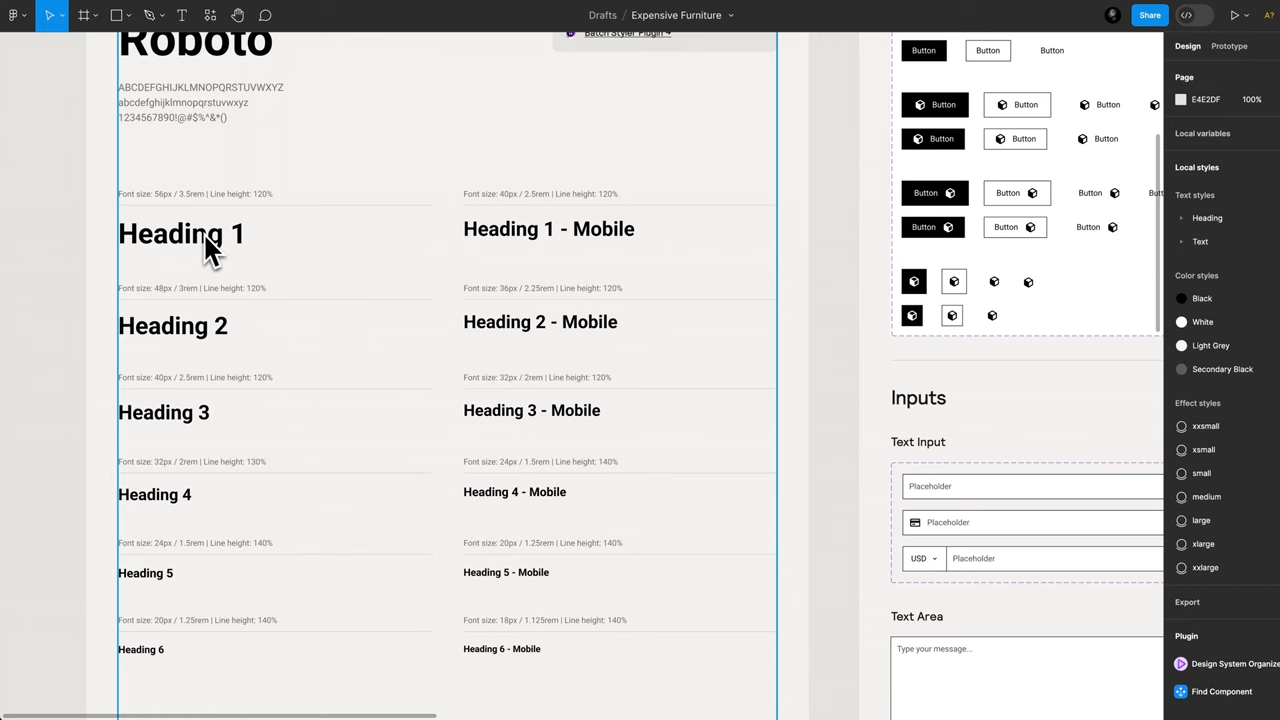 Drafts / Expensive Furniture
Share
A?
Roboto
Batch Styler Plugin
ABCDEFGHIJKLMNOPQRSTUVWXYZ
abcdefghijklmnopqrstuvwxyz
1234567890!@#$%^&*()
Font size: 56px / 3.5rem | Line height: 120%
Heading 1
Font size: 48px / 3rem | Line height: 120%
Heading 2
Font size: 40px / 2.5rem | Line height: 120%
Heading 3
Font size: 32px / 2rem | Line height: 130%
Heading 4
Font size: 24px / 1.5rem | Line height: 140%
Heading 5
Font size: 20px / 1.25rem | Line height: 140%
Heading 6
Font size: 40px / 2.5rem | Line height: 120%
Heading 1 - Mobile
Font size: 36px / 2.25rem | Line height: 120%
Heading 2 - Mobile
Font size: 32px / 2rem | Line height: 120%
Heading 3 - Mobile
Font size: 24px / 1.5rem | Line height: 140%
Heading 4 - Mobile
Font size: 20px / 1.25rem | Line height: 140%
Heading 5 - Mobile
Font size: 18px / 1.125rem | Line height: 140%
Heading 6 - Mobile
Button Button Button
Button Button Button
Button Button Button
Button Button Button
Button Button Button
Inputs
Text Input
Placeholder
Placeholder
USD Placeholder
Text Area
Type your message...
Design Prototype
Page
E4E2DF 100%
Local variables
Local styles
Text styles
Heading
Text
Color styles
Black
White
Light Grey
Secondary Black
Effect styles
xxsmall
xsmall
small
medium
large
xlarge
xxlarge
Export
Plugin
Design System Organize
Find Component